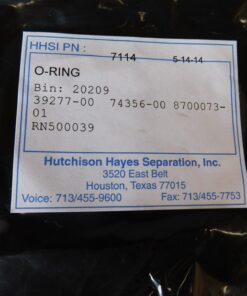 HHSI PN : 7114 5-14-14
O-RING
Bin: 20209
39277-00 74356-00 8700073-
01
RN500039
Hutchison Hayes Separation, Inc.
3520 East Belt
Houston, Texas 77015
Voice: 713/455-9600 Fax: 713/455-7753